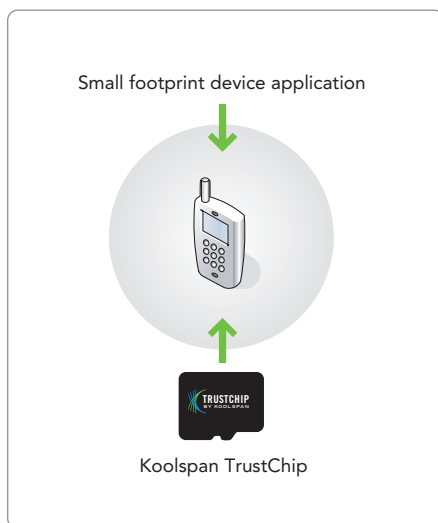 Small footprint device application
TRUSTCHIP
BY KOOLSPAN
Koolspan TrustChip